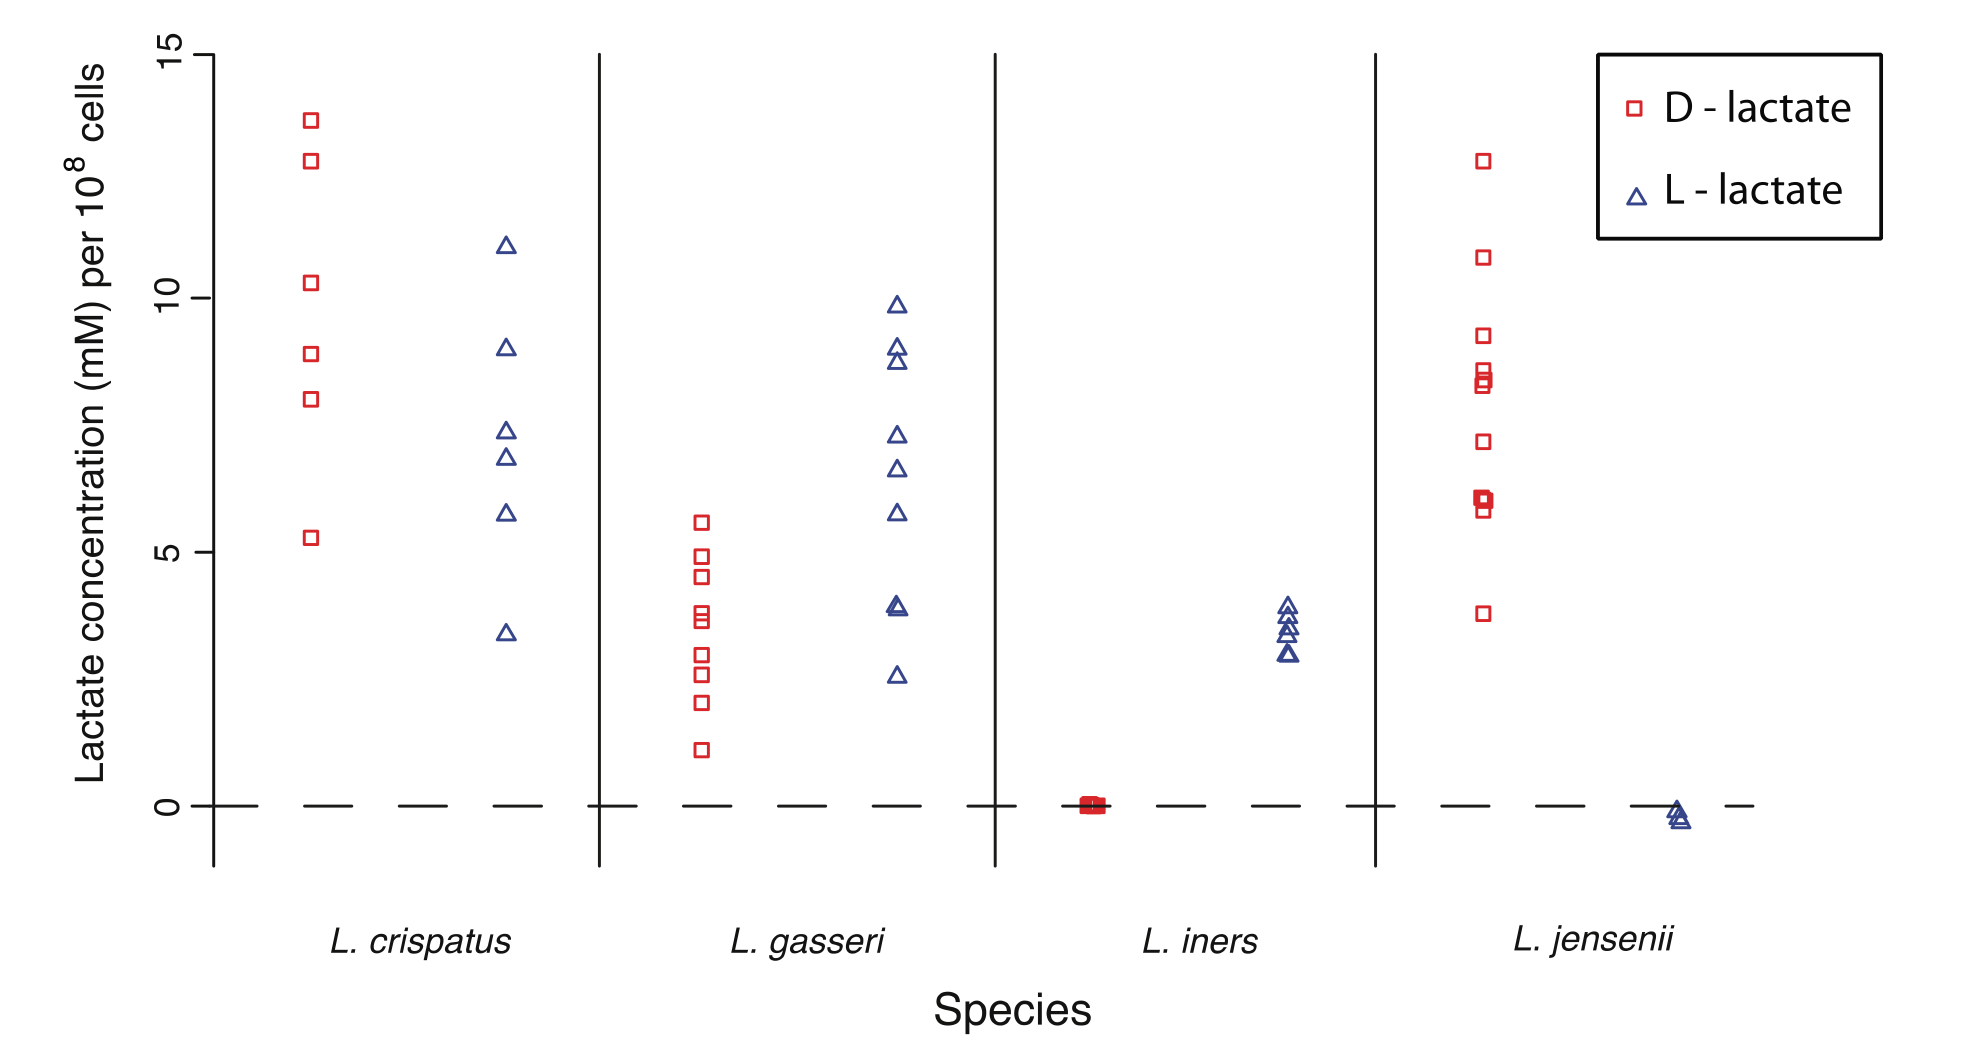 Lactate concentration (mM) per 10⁸ cells
15
10
5
0
D - lactate
L - lactate
L. crispatus
L. gasseri
L. iners
L. jensenii
Species